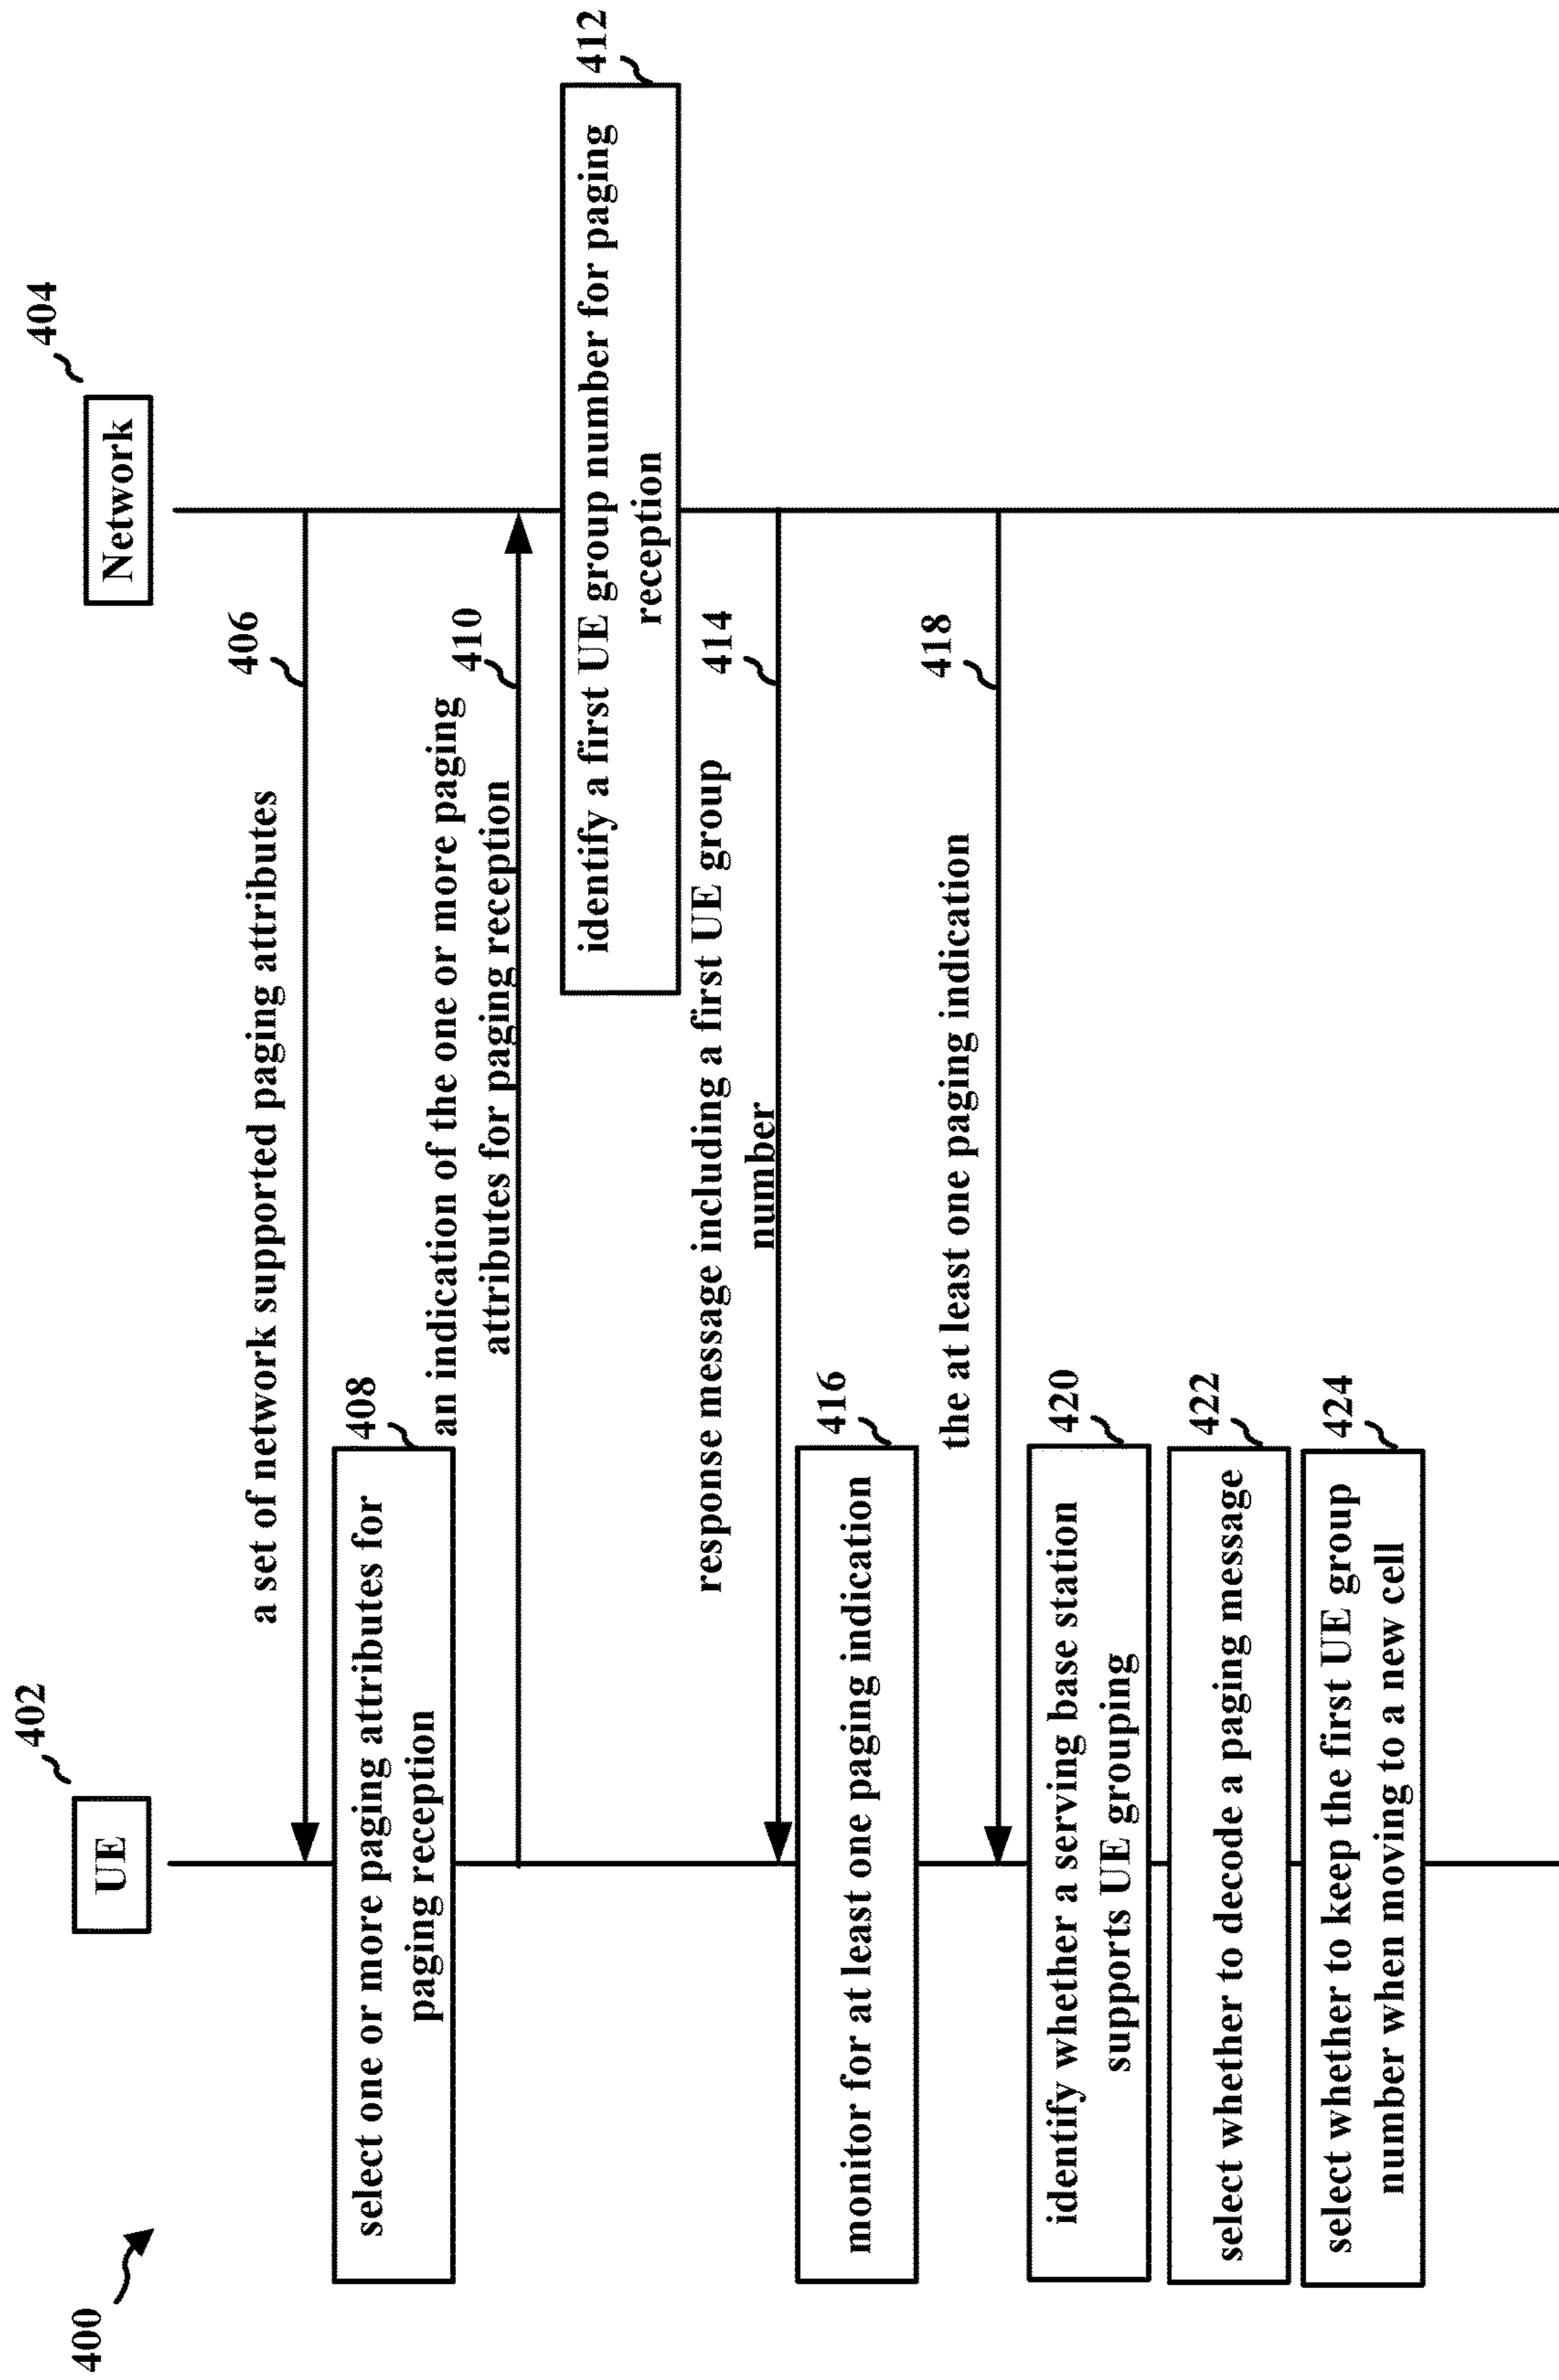 400
402
UE
404
Network
a set of network supported paging attributes
406
408
select one or more paging attributes for
paging reception
an indication of the one or more paging
attributes for paging reception
410
412
identify a first UE group number for paging
reception
response message including a first UE group
number
414
416
monitor for at least one paging indication
the at least one paging indication
418
420
identify whether a serving base station
supports UE grouping
422
select whether to decode a paging message
424
select whether to keep the first UE group
number when moving to a new cell